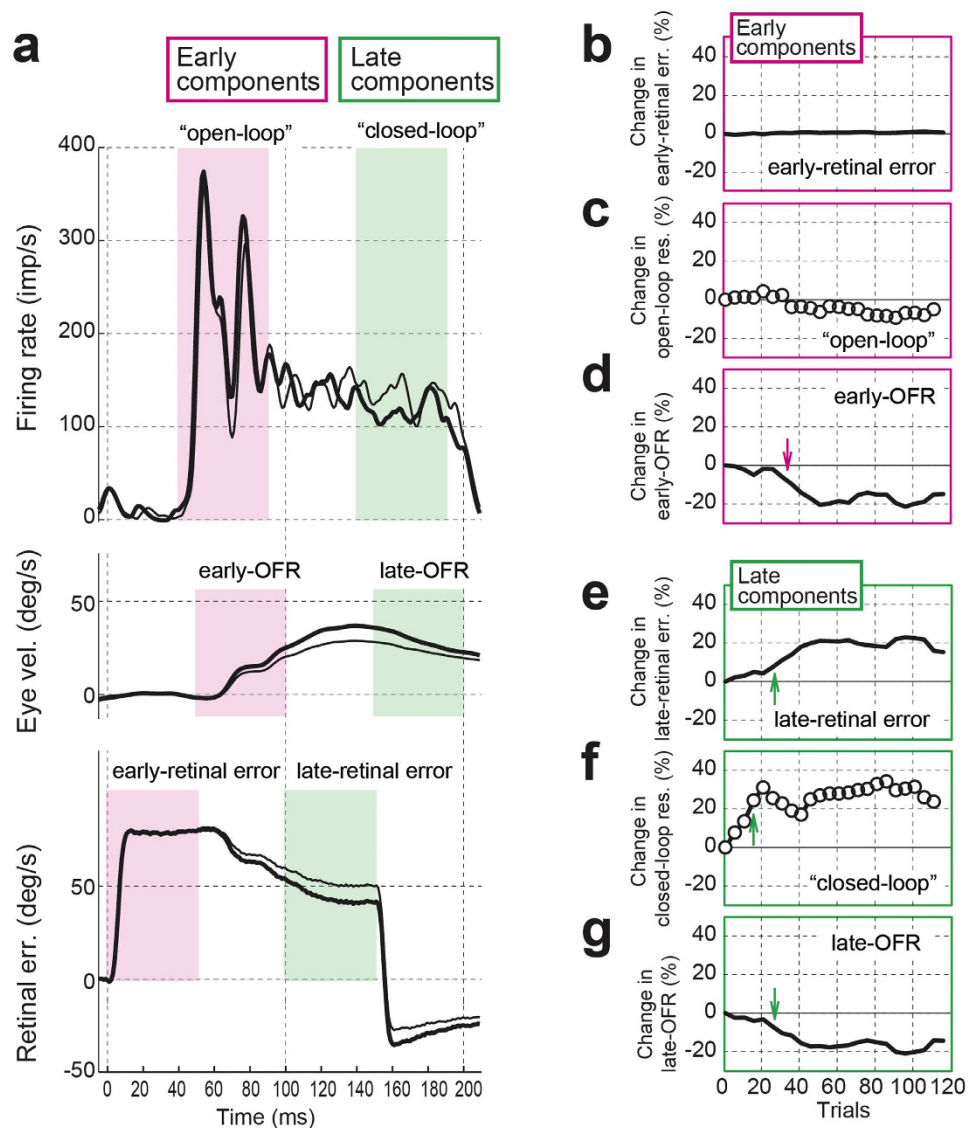 a
Early
components
Late
components
"open-loop"
"closed-loop"
Firing rate (imp/s)
400
300
200
100
0
early-OFR
late-OFR
Eye vel. (deg/s)
50
0
early-retinal error
late-retinal error
Retinal err. (deg/s)
50
0
-50
0 20 40 60 80 100 120 140 160 180 200
Time (ms)
b
Early
components
Change in
early-retinal err. (%)
40
20
0
-20
early-retinal error
c
Change in
open-loop res. (%)
40
20
0
-20
"open-loop"
d
Change in
early-OFR (%)
40
20
0
-20
early-OFR
e
Late
components
Change in
late-retinal err. (%)
40
20
0
-20
late-retinal error
f
Change in
closed-loop res. (%)
40
20
0
-20
"closed-loop"
g
Change in
late-OFR (%)
40
20
0
-20
late-OFR
0 20 40 60 80 100 120
Trials